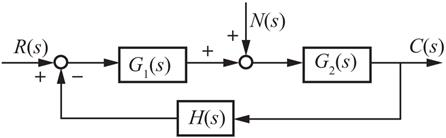 N(s)
R(s) C(s)
+ − G₁(s) + + G₂(s)
H(s)